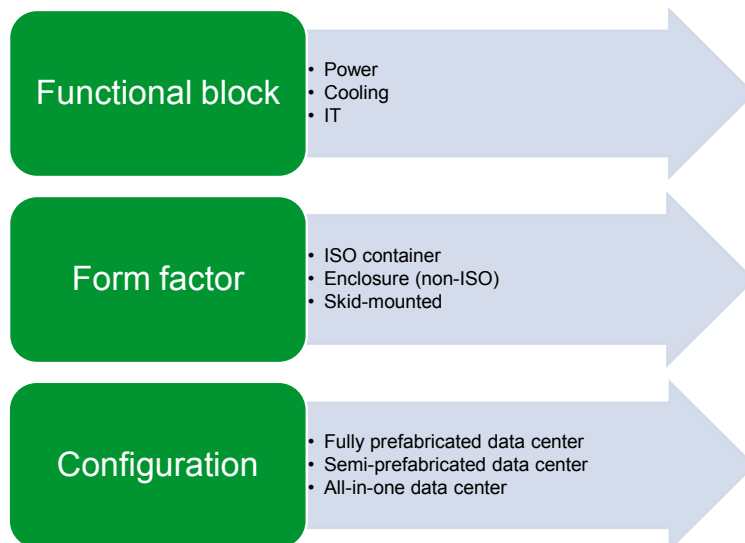 Functional block
• Power
• Cooling
• IT
Form factor
• ISO container
• Enclosure (non-ISO)
• Skid-mounted
Configuration
• Fully prefabricated data center
• Semi-prefabricated data center
• All-in-one data center